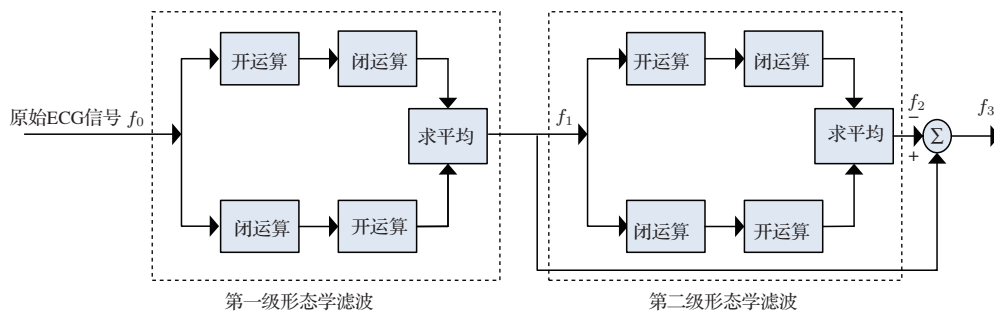 原始ECG信号 f₀
开运算
闭运算
求平均
闭运算
开运算
第一级形态学滤波
f₁
开运算
闭运算
求平均
闭运算
开运算
第二级形态学滤波
f₂
−
+
Σ
f₃